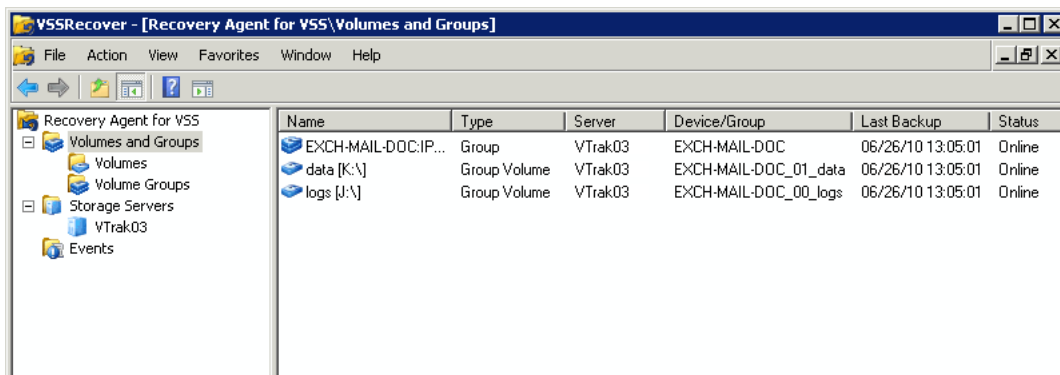 VSSRecover - [Recovery Agent for VSS\Volumes and Groups]
File Action View Favorites Window Help
Recovery Agent for VSS
Volumes and Groups
Volumes
Volume Groups
Storage Servers
VTrak03
Events
Name Type Server Device/Group Last Backup Status
EXCH-MAIL-DOC:IP... Group VTrak03 EXCH-MAIL-DOC 06/26/10 13:05:01 Online
data [K:\] Group Volume VTrak03 EXCH-MAIL-DOC_01_data 06/26/10 13:05:01 Online
logs [J:\] Group Volume VTrak03 EXCH-MAIL-DOC_00_logs 06/26/10 13:05:01 Online